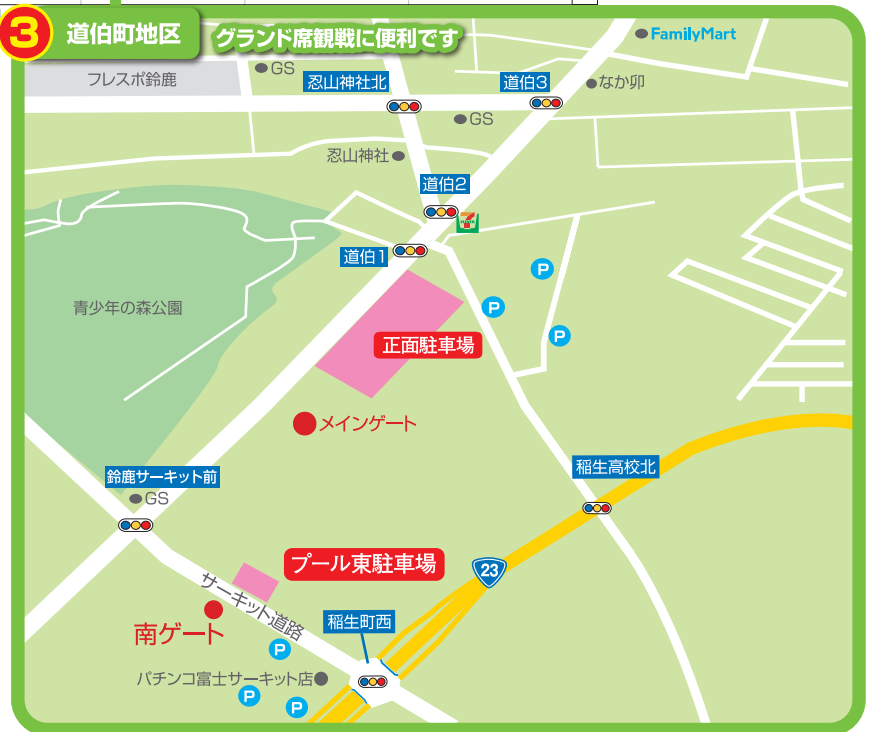 3 道伯町地区 グランド席観戦に便利です
FamilyMart
フレスポ鈴鹿
GS
忍山神社北
道伯3
なか卯
GS
忍山神社
道伯2
道伯1
P
青少年の森公園
P
正面駐車場
P
メインゲート
稲生高校北
鈴鹿サーキット前
GS
プール東駐車場
23
サーキット道路
南ゲート
稲生町西
P
パチンコ富士サーキット店
P
P